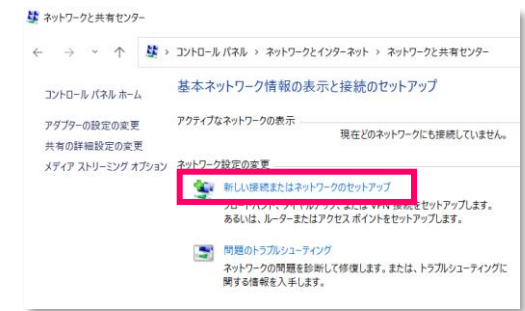 ネットワークと共有センター
コントロール パネル > ネットワークとインターネット > ネットワークと共有センター
コントロール パネル ホーム
アダプターの設定の変更
共有の詳細設定の変更
メディア ストリーミング オプション
基本ネットワーク情報の表示と接続のセットアップ
アクティブなネットワークの表示
現在どのネットワークにも接続していません。
ネットワーク設定の変更
新しい接続またはネットワークのセットアップ
ブロードバンド、ダイヤルアップ、または VPN 接続をセットアップします。
あるいは、ルーターまたはアクセス ポイントをセットアップします。
問題のトラブルシューティング
ネットワークの問題を診断して修復します。または、トラブルシューティングに
関する情報を入手します。